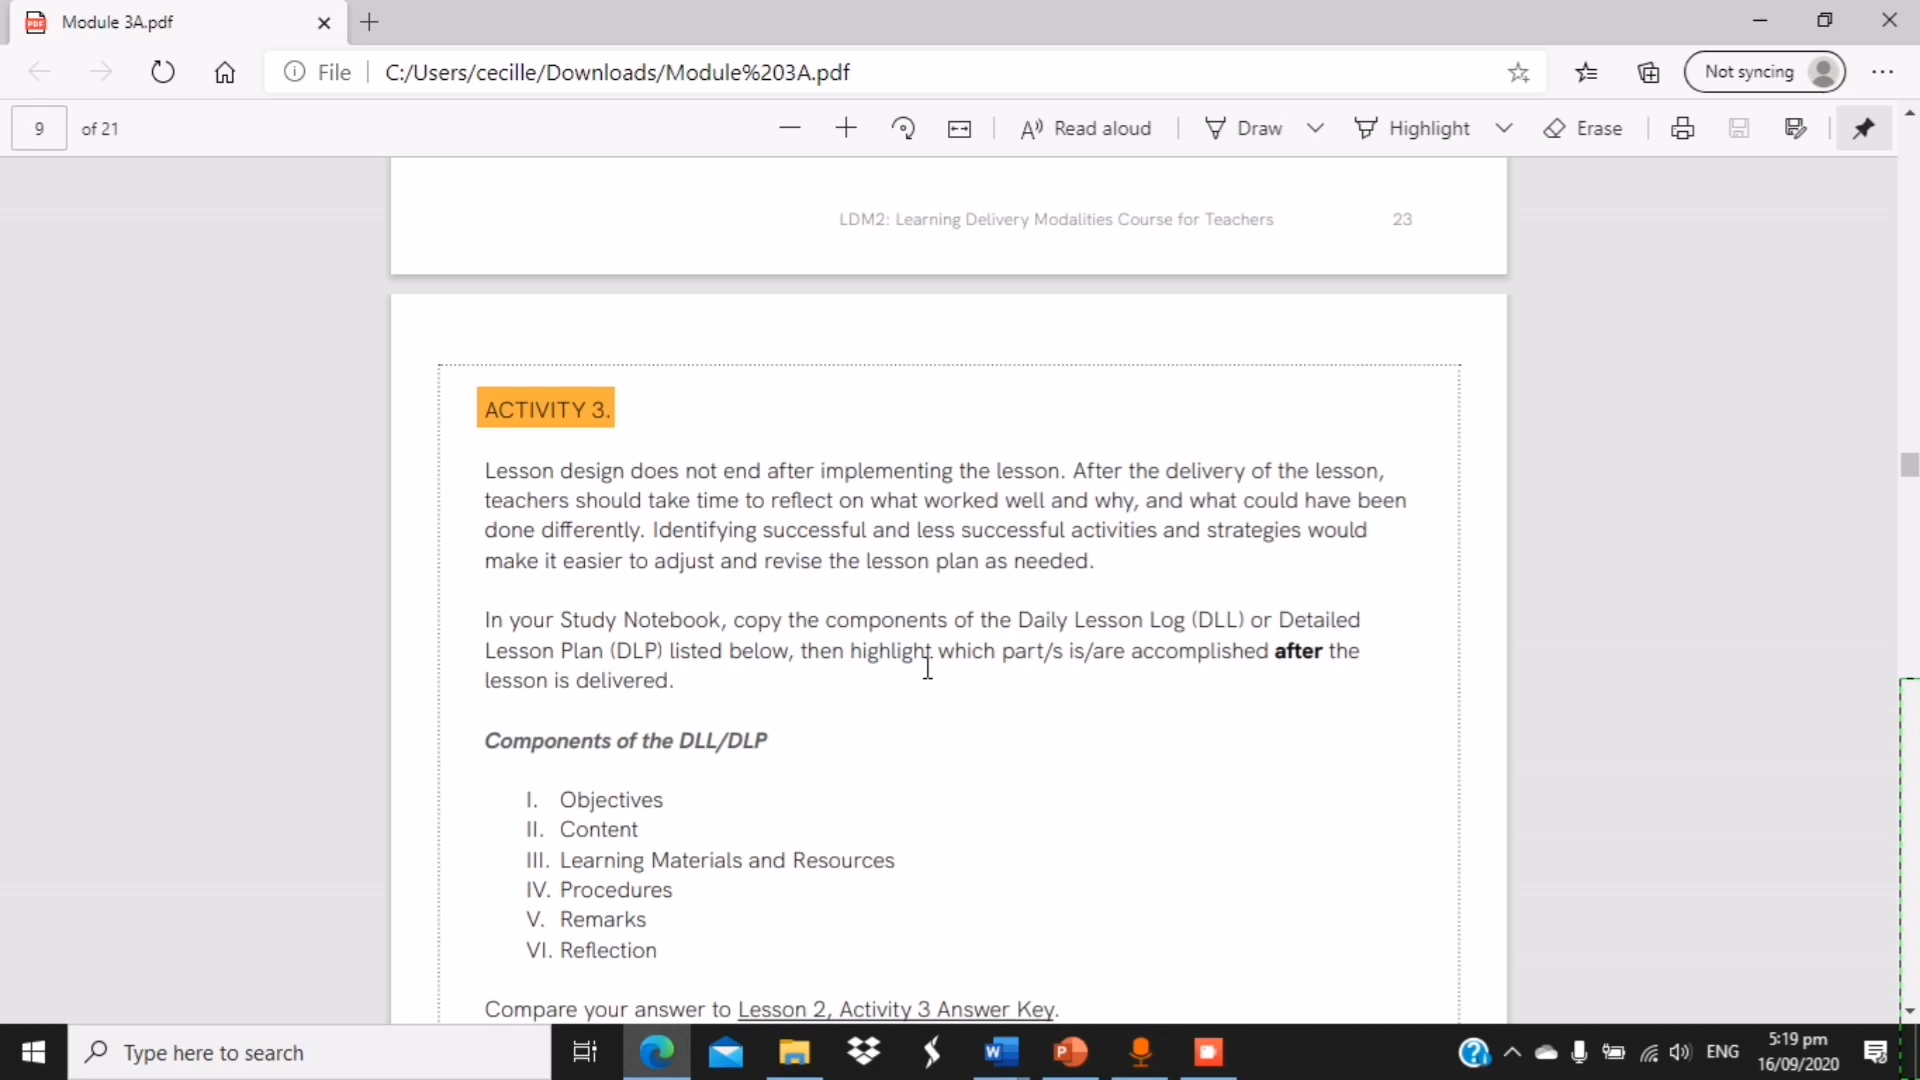 Module 3A.pdf
File
C:/Users/cecille/Downloads/Module%203A.pdf
Not syncing
9 of 21
Read aloud
Draw
Highlight
Erase
LDM2: Learning Delivery Modalities Course for Teachers 23
ACTIVITY 3.
Lesson design does not end after implementing the lesson. After the delivery of the lesson,
teachers should take time to reflect on what worked well and why, and what could have been
done differently. Identifying successful and less successful activities and strategies would
make it easier to adjust and revise the lesson plan as needed.
In your Study Notebook, copy the components of the Daily Lesson Log (DLL) or Detailed
Lesson Plan (DLP) listed below, then highlight which part/s is/are accomplished after the
lesson is delivered.
Components of the DLL/DLP
I. Objectives
II. Content
III. Learning Materials and Resources
IV. Procedures
V. Remarks
VI. Reflection
Compare your answer to Lesson 2, Activity 3 Answer Key.
Type here to search
ENG
5:19 pm
16/09/2020